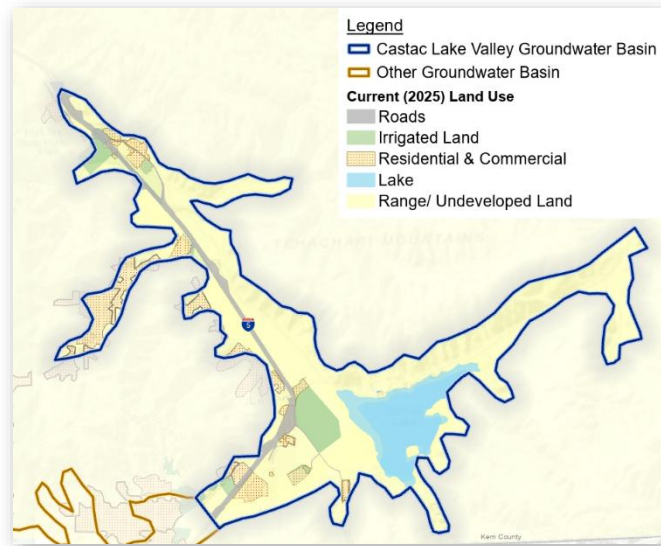 Legend
Castac Lake Valley Groundwater Basin
Other Groundwater Basin
Current (2025) Land Use
Roads
Irrigated Land
Residential & Commercial
Lake
Range/ Undeveloped Land
TEHACHAPI MOUNTAINS
5
Kern County